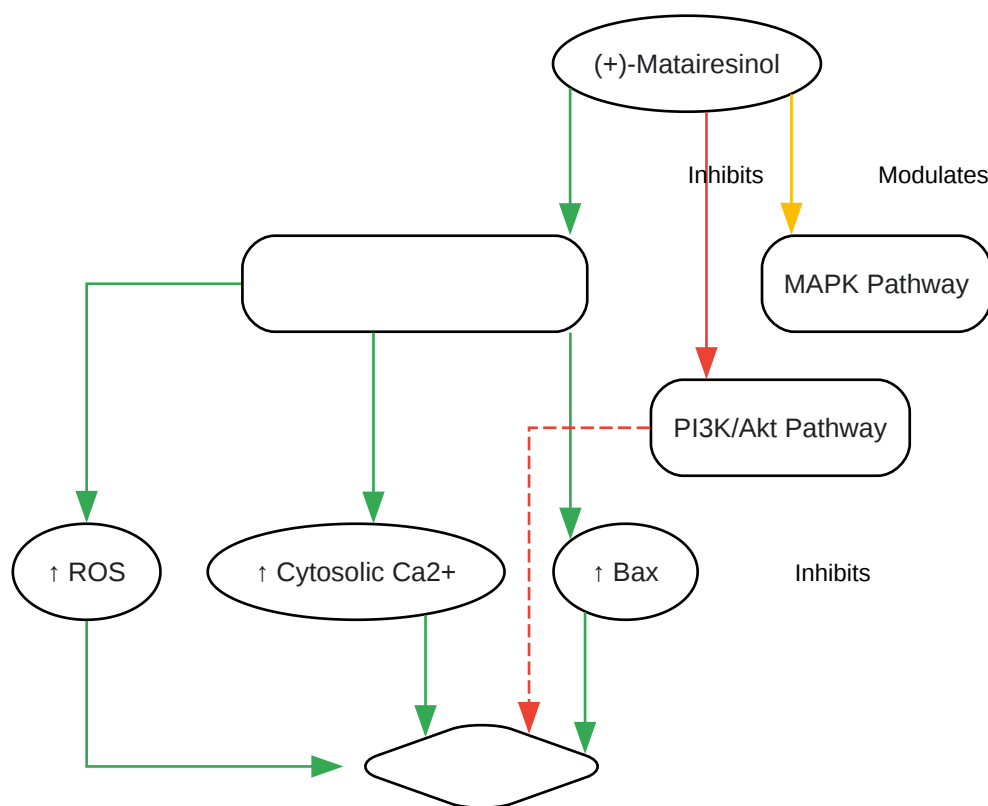 (+)-Matairesinol
Inhibits
Modulates
MAPK Pathway
PI3K/Akt Pathway
↑ ROS
↑ Cytosolic Ca2+
↑ Bax
Inhibits